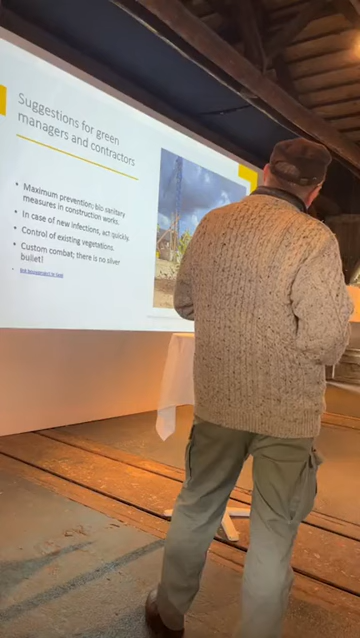 Suggestions for green
managers and contractors
• Maximum prevention; bio sanitary
measures in construction works.
• In case of new infections, act quickly.
• Control of existing vegetations.
• Custom combat; there is no silver
bullet!